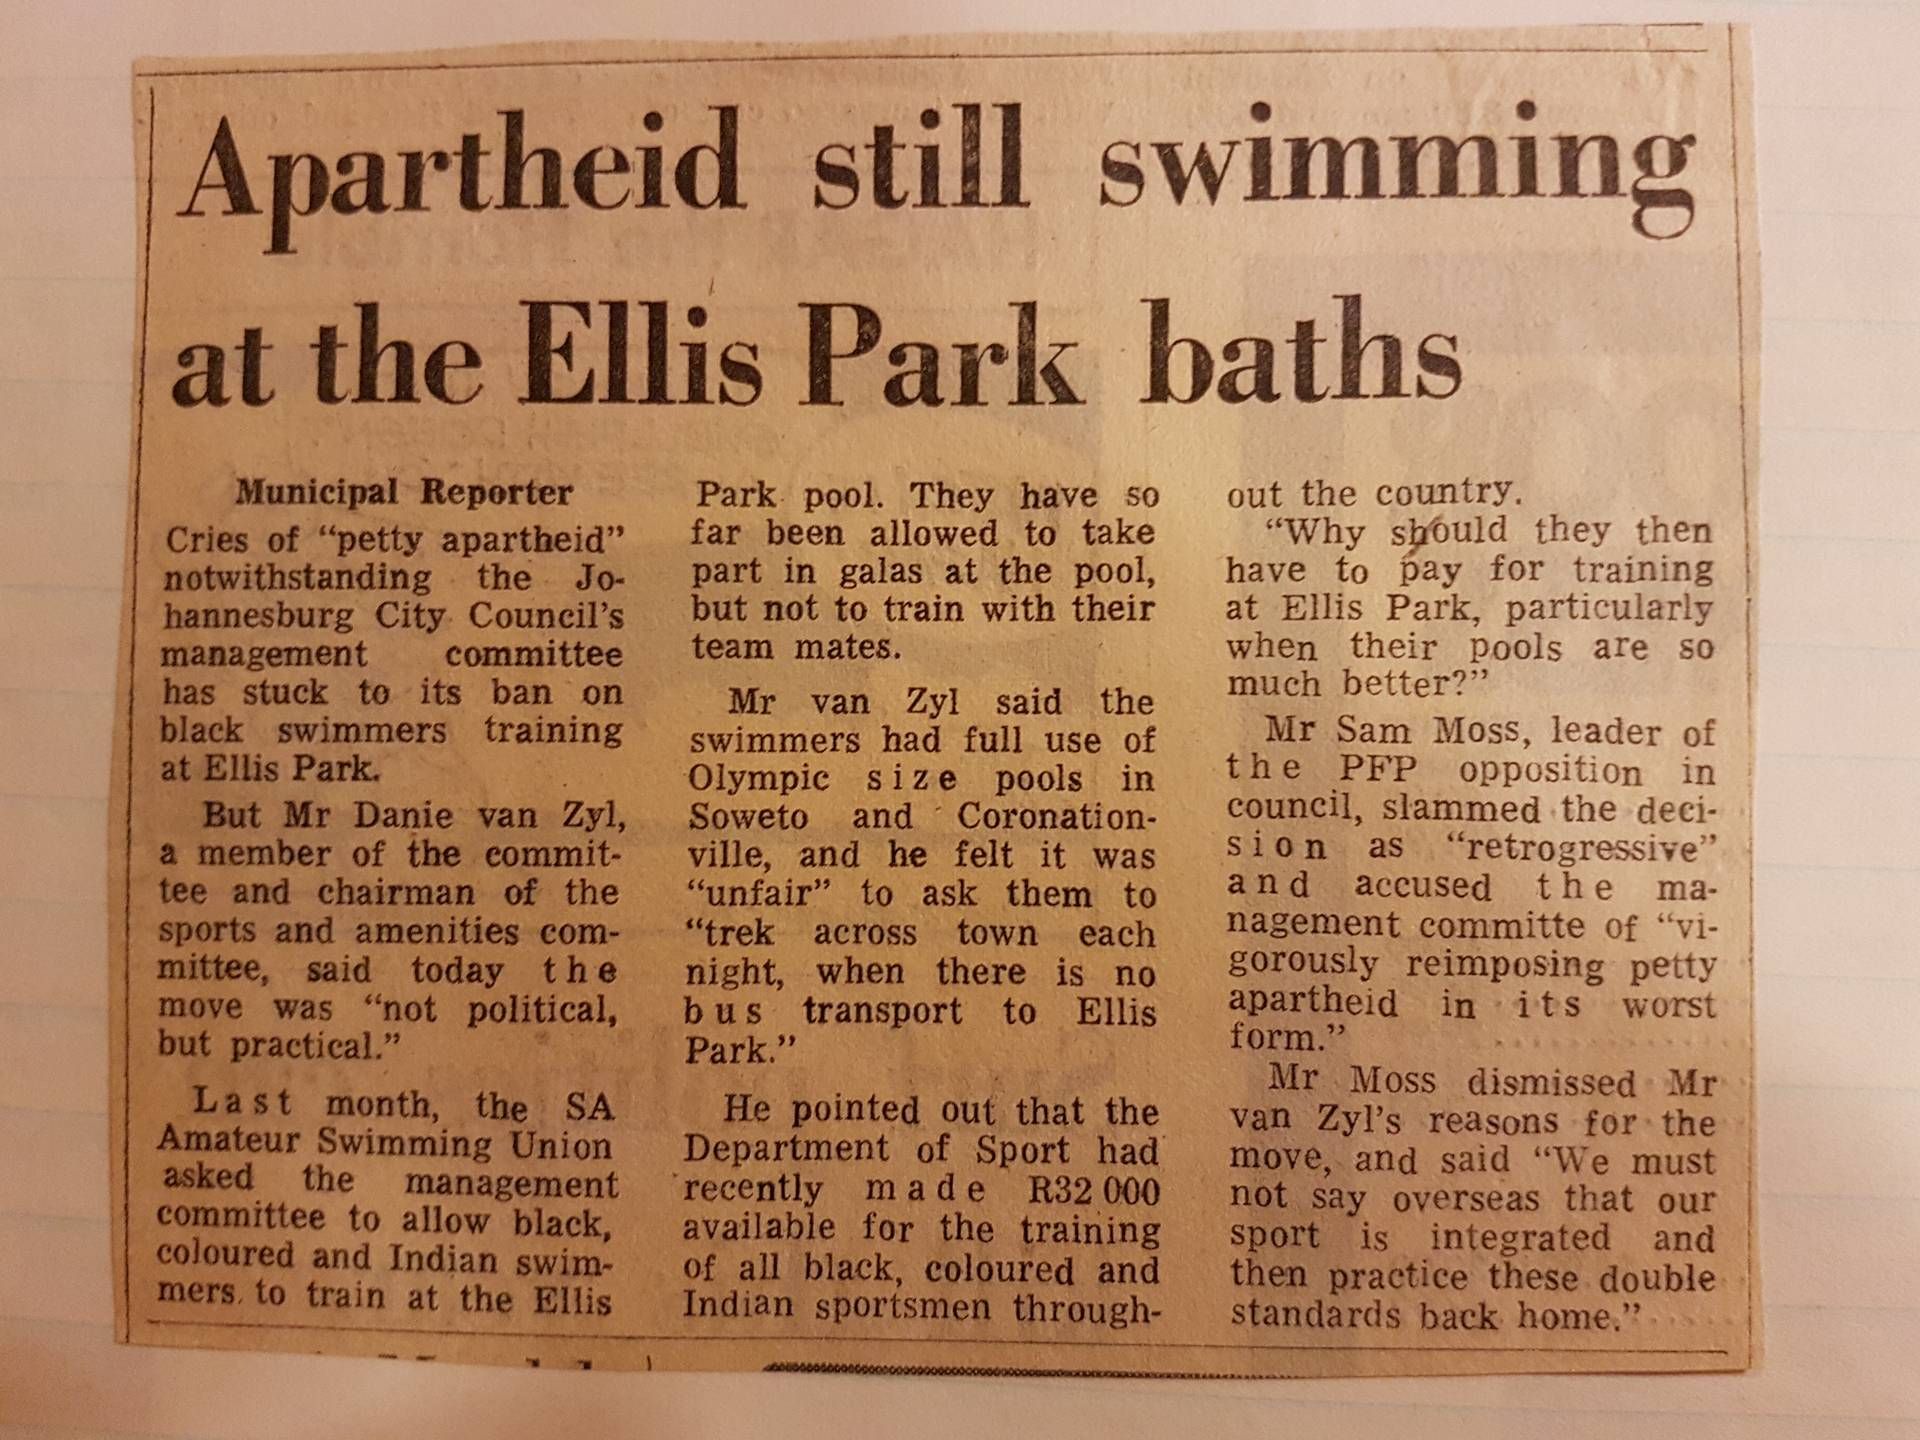 Apartheid still swimming
at the Ellis Park baths
Municipal Reporter
Cries of “petty apartheid”
notwithstanding the Jo-
hannesburg City Council’s
management committee
has stuck to its ban on
black swimmers training
at Ellis Park.
But Mr Danie van Zyl,
a member of the commit-
tee and chairman of the
sports and amenities com-
mittee, said today the
move was “not political,
but practical.”
Last month, the SA
Amateur Swimming Union
asked the management
committee to allow black,
coloured and Indian swim-
mers to train at the Ellis
Park pool. They have so
far been allowed to take
part in galas at the pool,
but not to train with their
team mates.
Mr van Zyl said the
swimmers had full use of
Olympic size pools in
Soweto and Coronation-
ville, and he felt it was
“unfair” to ask them to
“trek across town each
night, when there is no
bus transport to Ellis
Park.”
He pointed out that the
Department of Sport had
recently made R32 000
available for the training
of all black, coloured and
Indian sportsmen through-
out the country.
“Why should they then
have to pay for training
at Ellis Park, particularly
when their pools are so
much better?”
Mr Sam Moss, leader of
the PFP opposition in
council, slammed the deci-
sion as “retrogressive”
and accused the ma-
nagement committe of “vi-
gorously reimposing petty
apartheid in its worst
form.”
Mr Moss dismissed Mr
van Zyl’s reasons for the
move, and said “We must
not say overseas that our
sport is integrated and
then practice these double
standards back home.”